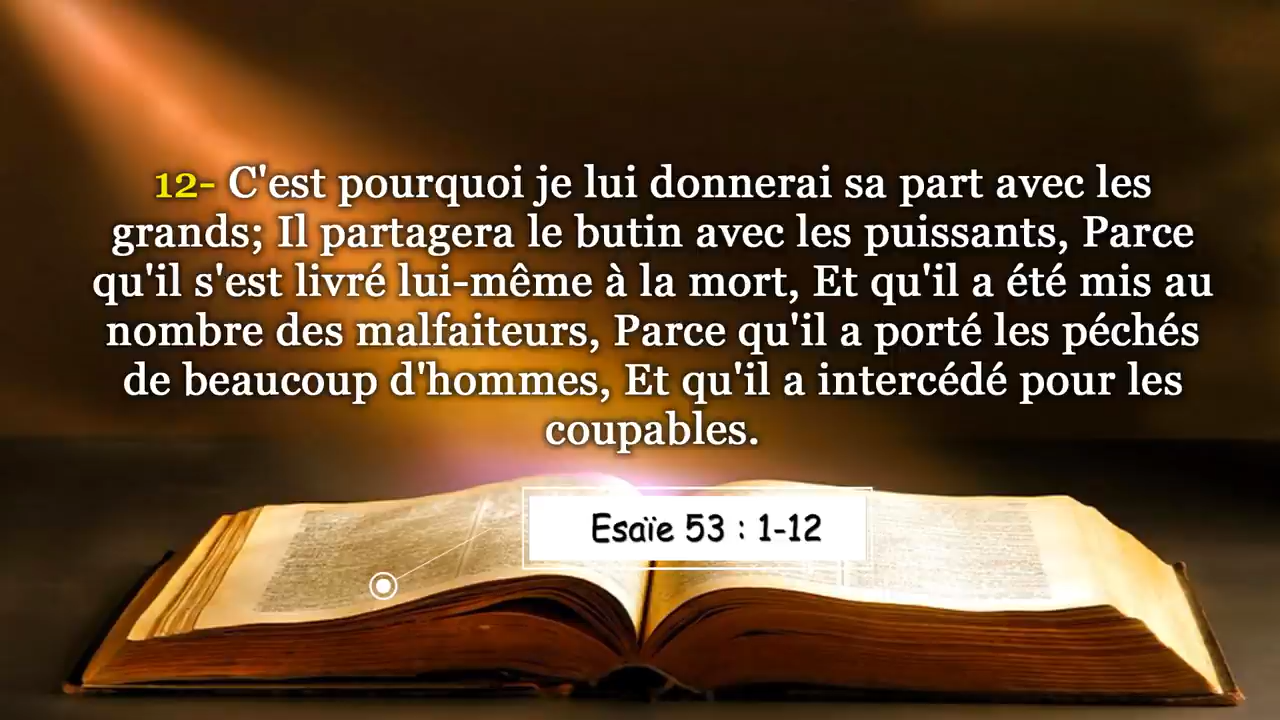 12- C'est pourquoi je lui donnerai sa part avec les
grands; Il partagera le butin avec les puissants, Parce
qu'il s'est livré lui-même à la mort, Et qu'il a été mis au
nombre des malfaiteurs, Parce qu'il a porté les péchés
de beaucoup d'hommes, Et qu'il a intercédé pour les
coupables.
Esaïe 53 : 1-12